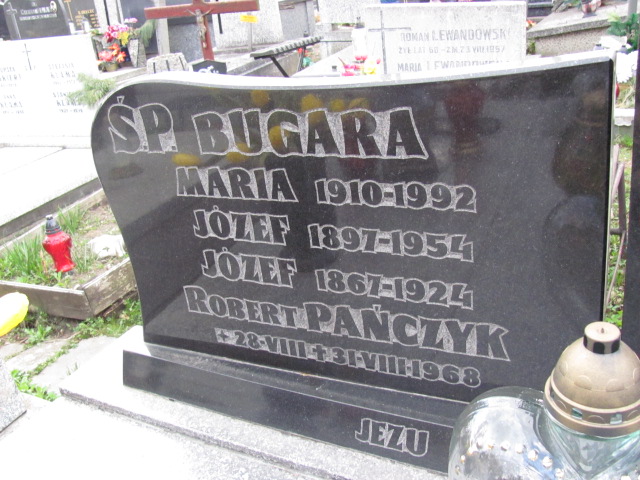 ROMAN LEWANDOWSKI
Ś.P. BUGARA
MARIA 1910-1992
JÓZEF 1897-1954
JÓZEF 1867-1924
ROBERT PAŃCZYK
* 28·VIII-+31·VIII·1968
JEZU